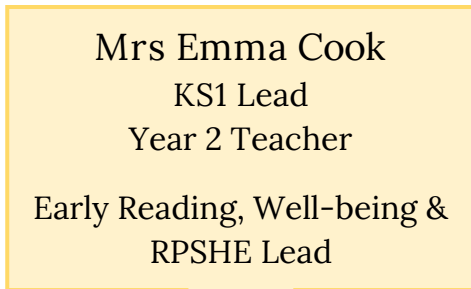 Mrs Emma Cook
KS1 Lead
Year 2 Teacher
Early Reading, Well-being &
RPSHE Lead